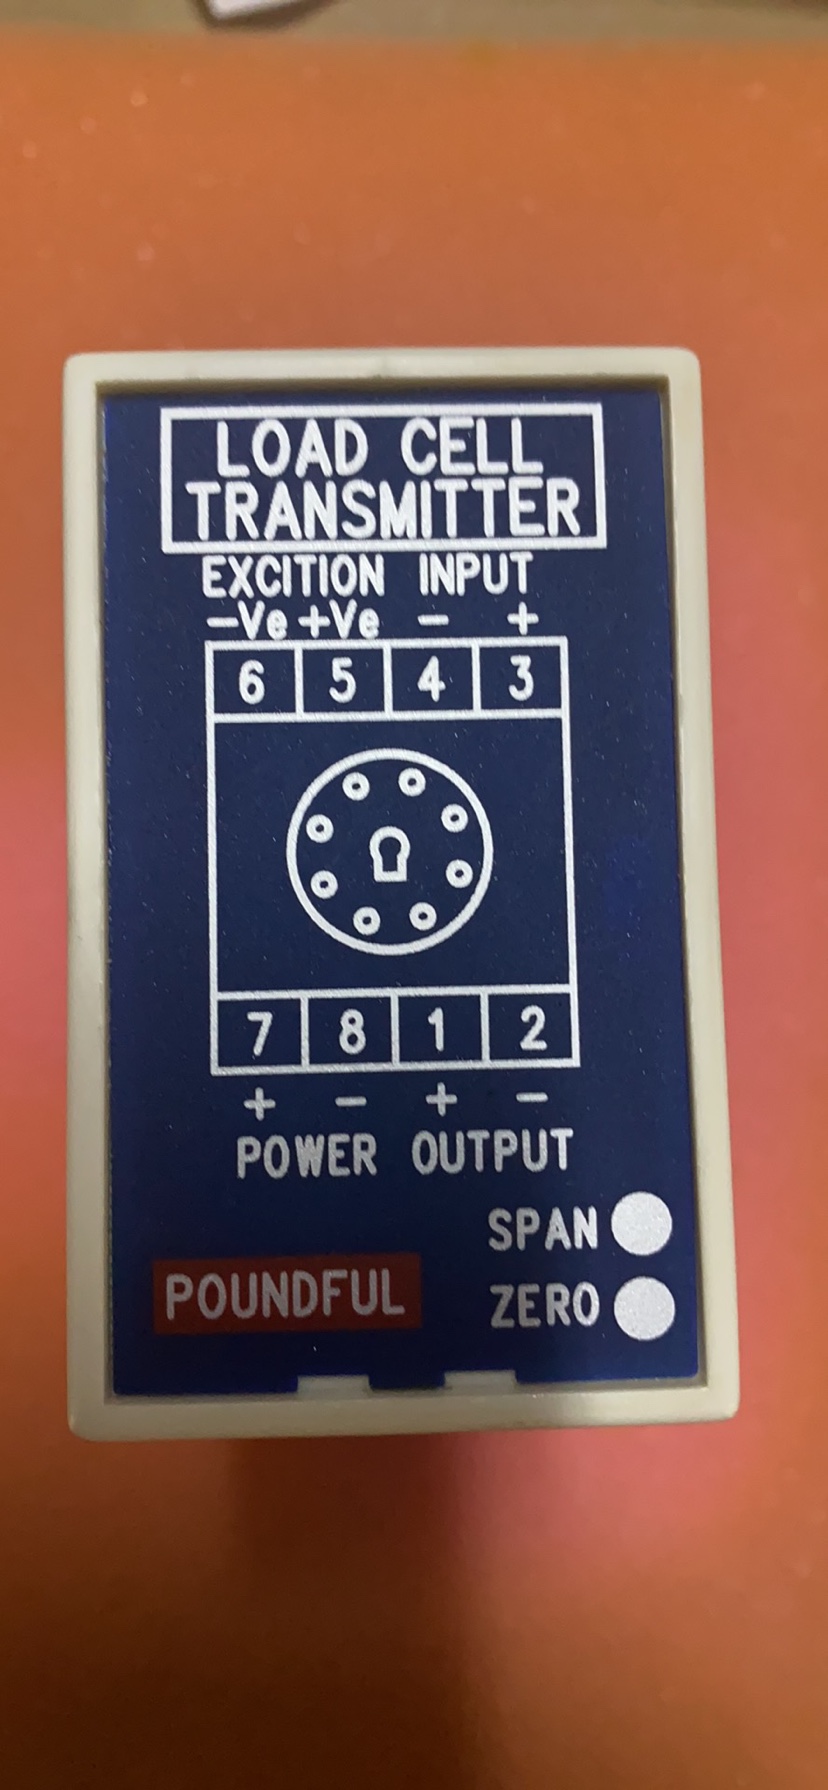 LOAD CELL
TRANSMITTER
EXCITION INPUT
-Ve +Ve - +
6 5 4 3
7 8 1 2
+ - + -
POWER OUTPUT
SPAN
POUNDFUL
ZERO